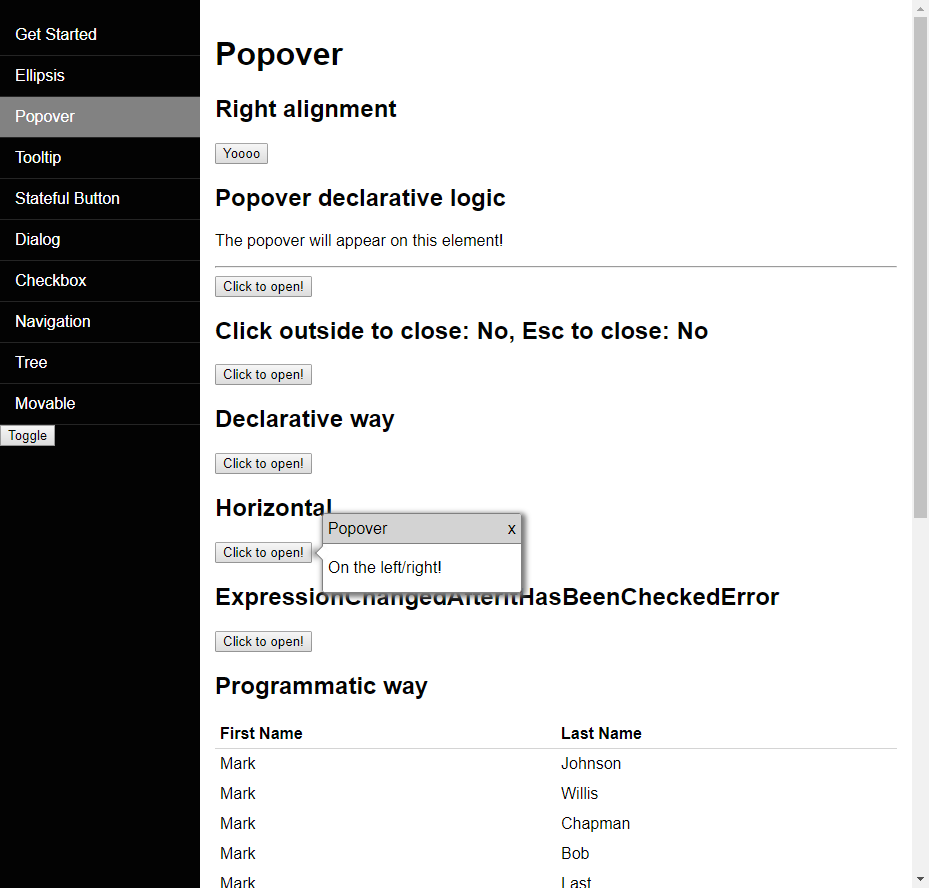 Get Started
Ellipsis
Popover
Tooltip
Stateful Button
Dialog
Checkbox
Navigation
Tree
Movable
Toggle
Popover
Right alignment
Yoooo
Popover declarative logic
The popover will appear on this element!
Click to open!
Click outside to close: No, Esc to close: No
Click to open!
Declarative way
Click to open!
Horizontal
Popover x
Click to open!
On the left/right!
ExpressionChangedAfterItHasBeenCheckedError
Click to open!
Programmatic way
First Name Last Name
Mark Johnson
Mark Willis
Mark Chapman
Mark Bob
Mark Last